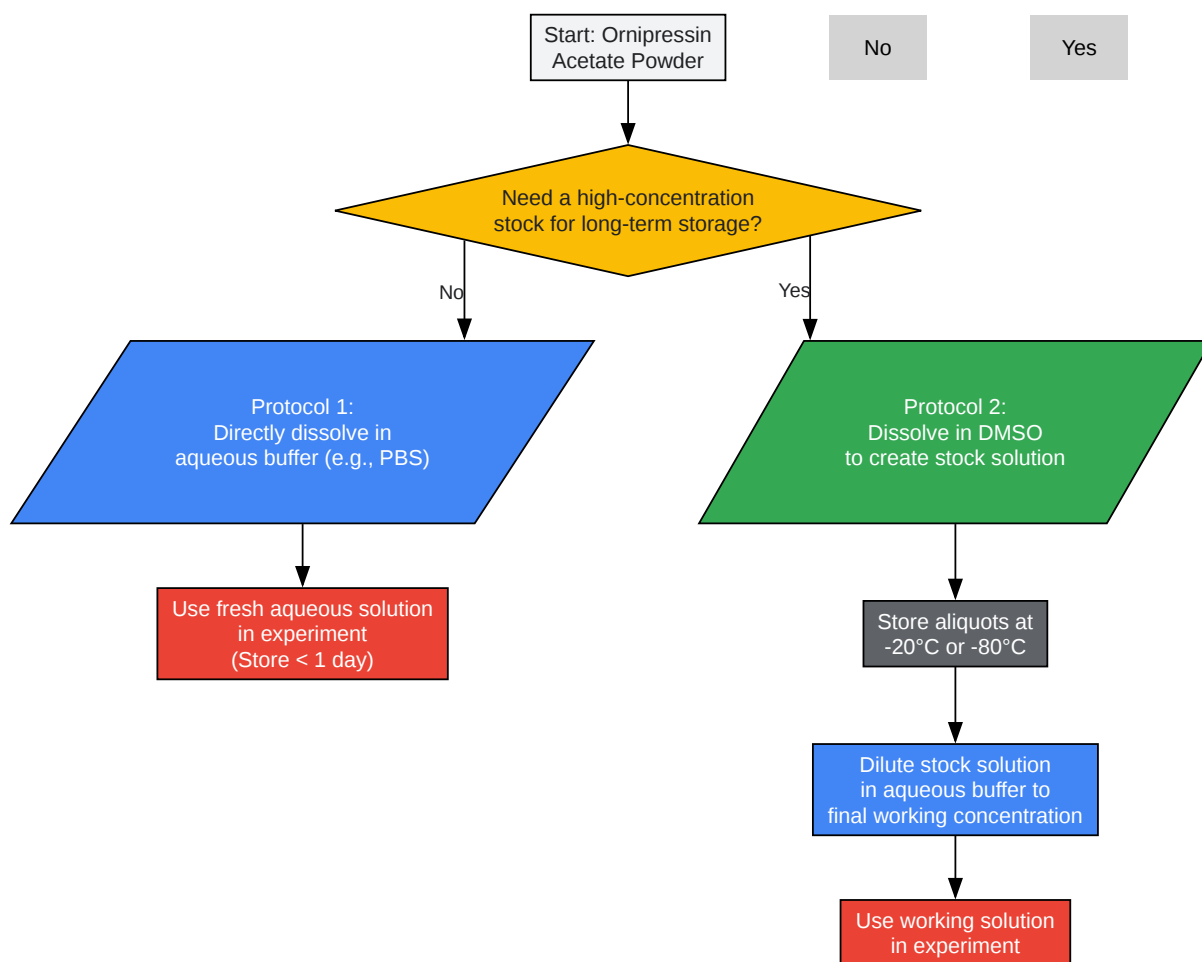 Start: Ornipressin
Acetate Powder
No
Yes
Need a high-concentration
stock for long-term storage?
No
Yes
Protocol 1:
Directly dissolve in
aqueous buffer (e.g., PBS)
Protocol 2:
Dissolve in DMSO
to create stock solution
Use fresh aqueous solution
in experiment
(Store < 1 day)
Store aliquots at
-20°C or -80°C
Dilute stock solution
in aqueous buffer to
final working concentration
Use working solution
in experiment